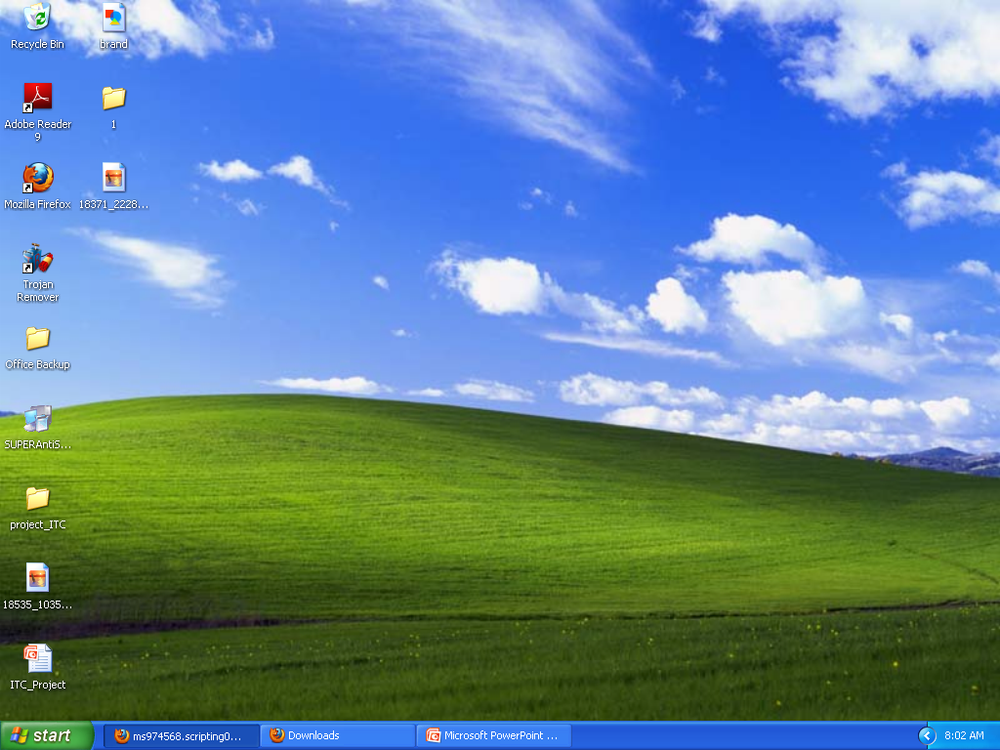 Recycle Bin
brand
Adobe Reader
9
1
Mozilla Firefox
18371_2228...
Trojan
Remover
Office Backup
SUPERAntiS...
project_ITC
18535_1035...
ITC_Project
start
ms974568.scripting0...
Downloads
Microsoft PowerPoint ...
8:02 AM